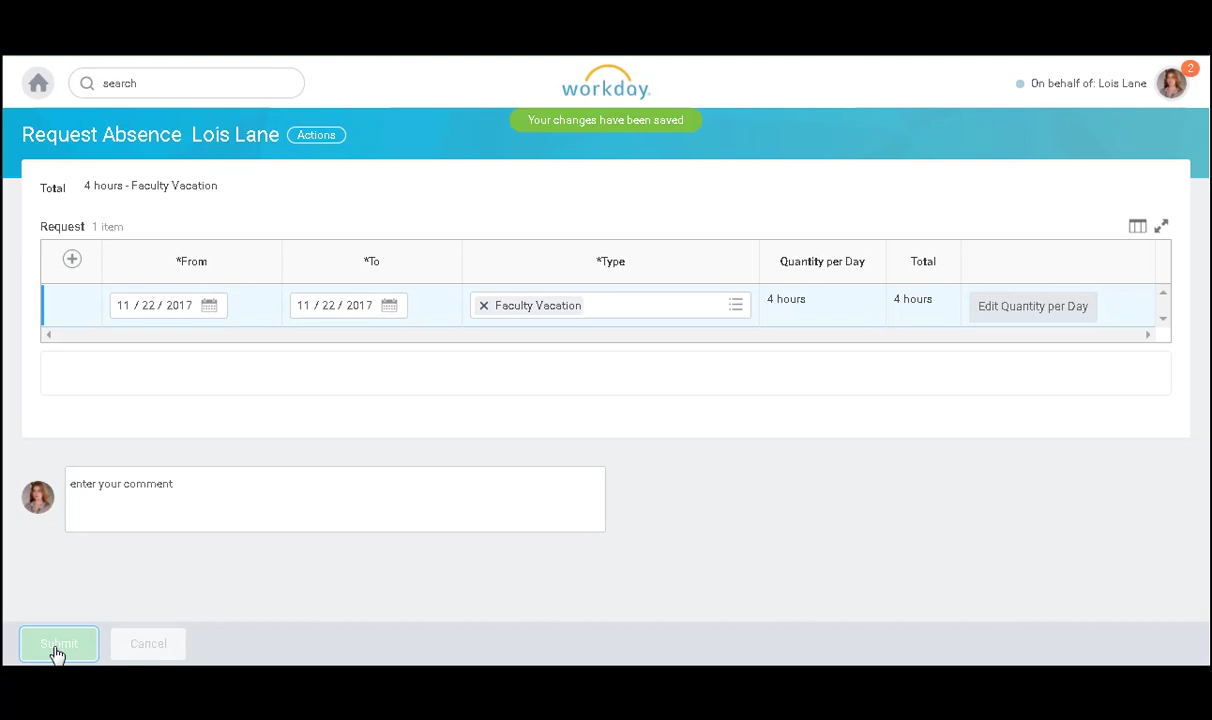 search
workday.
On behalf of: Lois Lane
2
Your changes have been saved
Request Absence Lois Lane Actions
Total 4 hours - Faculty Vacation
Request 1 item
*From *To *Type Quantity per Day Total
11 / 22 / 2017 11 / 22 / 2017 Faculty Vacation 4 hours 4 hours Edit Quantity per Day
enter your comment
Submit Cancel